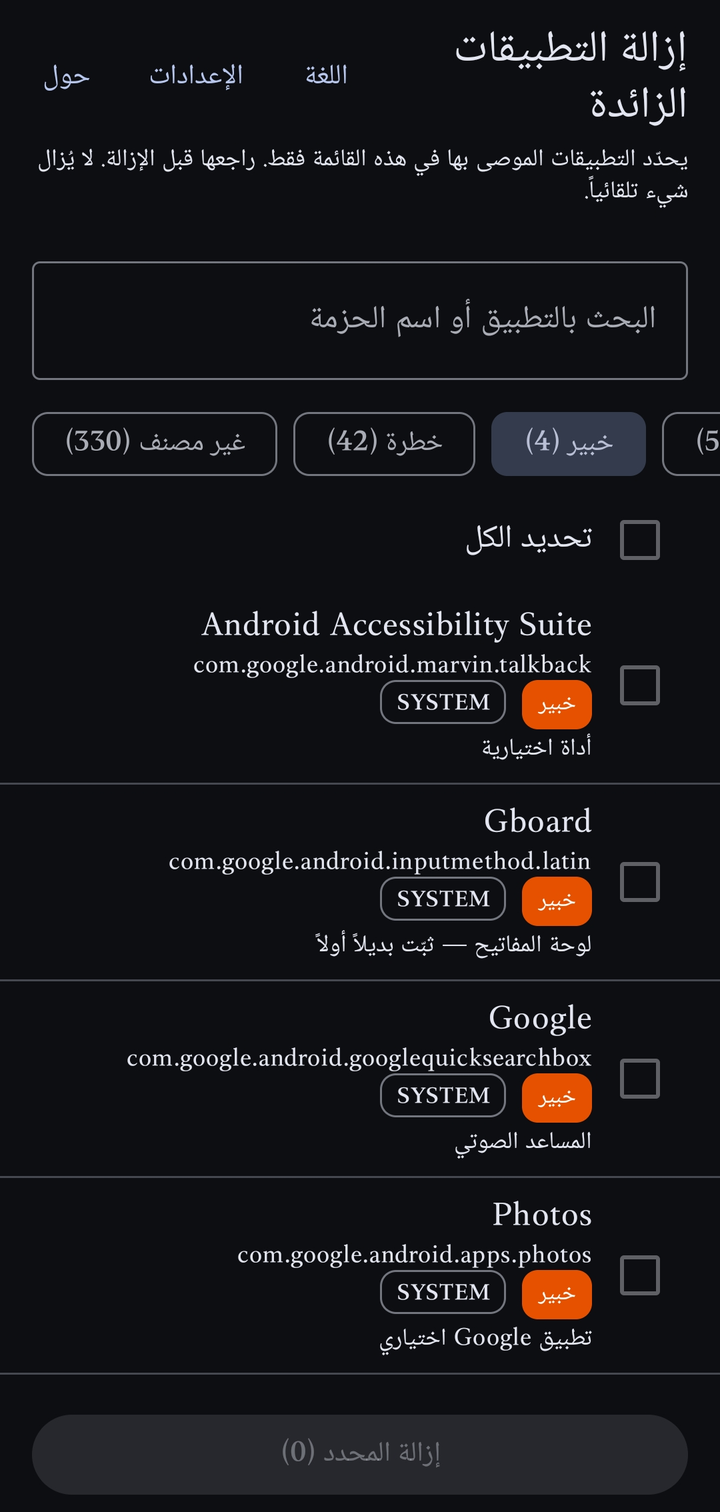 إزالة التطبيقات
الزائدة
اللغة
الإعدادات
حول
يحدّد التطبيقات الموصى بها في هذه القائمة فقط. راجعها قبل الإزالة. لا يُزال
شيء تلقائياً.
البحث بالتطبيق أو اسم الحزمة
خبير (4)
خطرة (42)
غير مصنف (330)
تحديد الكل
Android Accessibility Suite
com.google.android.marvin.talkback
خبير
SYSTEM
أداة اختيارية
Gboard
com.google.android.inputmethod.latin
خبير
SYSTEM
لوحة المفاتيح — ثبّت بديلاً أولاً
Google
com.google.android.googlequicksearchbox
خبير
SYSTEM
المساعد الصوتي
Photos
com.google.android.apps.photos
خبير
SYSTEM
تطبيق Google اختياري
إزالة المحدد (0)